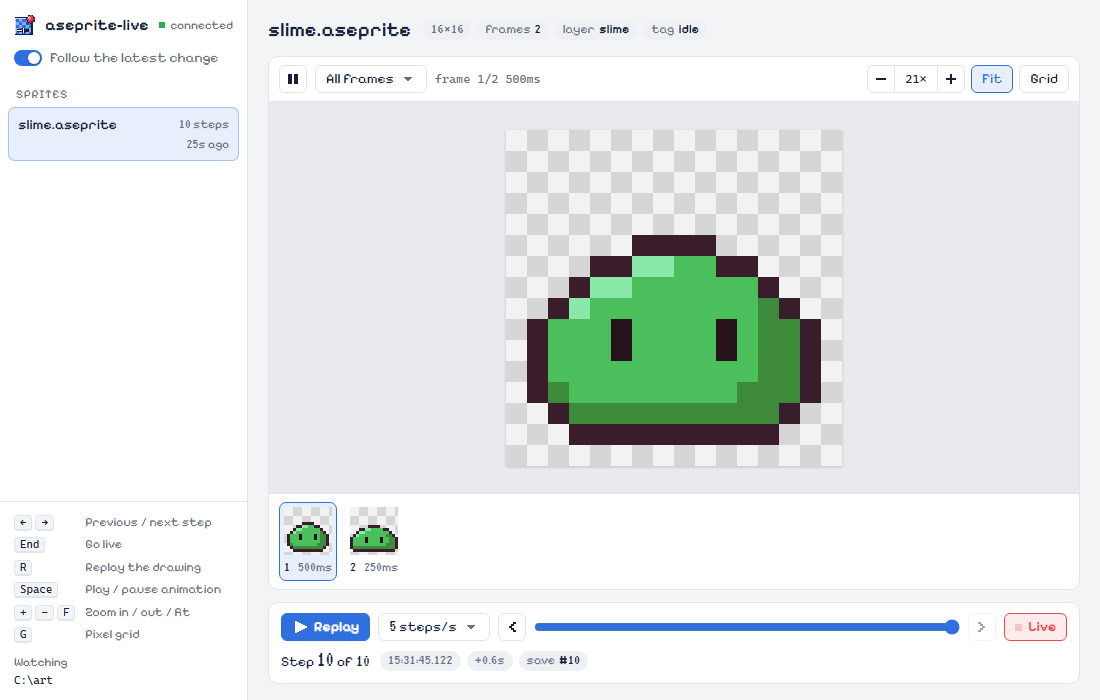 aseprite-live connected
Follow the latest change
SPRITES
slime.aseprite 10 steps
25s ago
← → Previous / next step
End Go live
R Replay the drawing
Space Play / pause animation
+ − F Zoom in / out / fit
G Pixel grid
Watching
C:\art
slime.aseprite 16×16 frames 2 layer slime tag idle
All frames frame 1/2 500ms − 21× + Fit Grid
1 500ms 2 250ms
Replay 5 steps/s < > Live
Step 10 of 10 15:31:45.122 +0.6s save #10